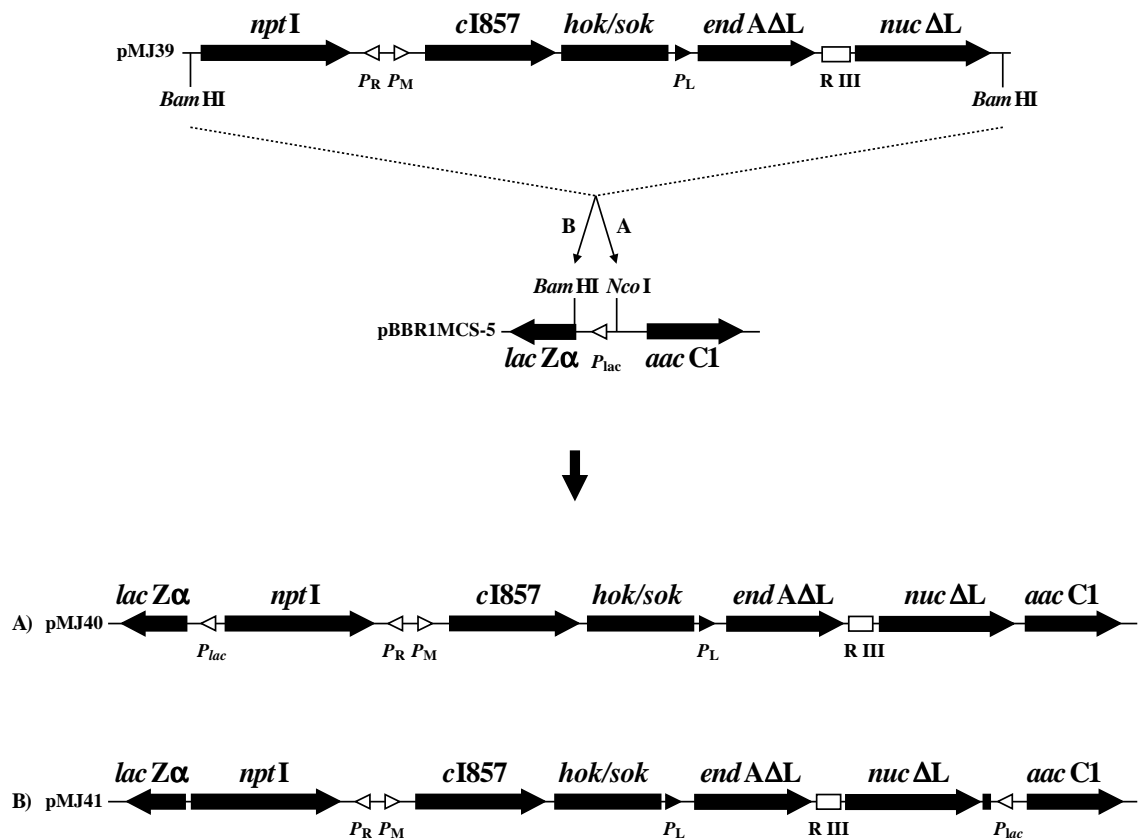 nptI cI857 hok/sok endAΔL nucΔL
pMJ39
PR PM PL R III
BamHI BamHI
B A
BamHI NcoI
pBBR1MCS-5
lacZα Plac aacC1
lacZα nptI cI857 hok/sok endAΔL nucΔL aacC1
A) pMJ40
Plac PR PM PL R III
lacZα nptI cI857 hok/sok endAΔL nucΔL aacC1
B) pMJ41
PR PM PL R III Plac